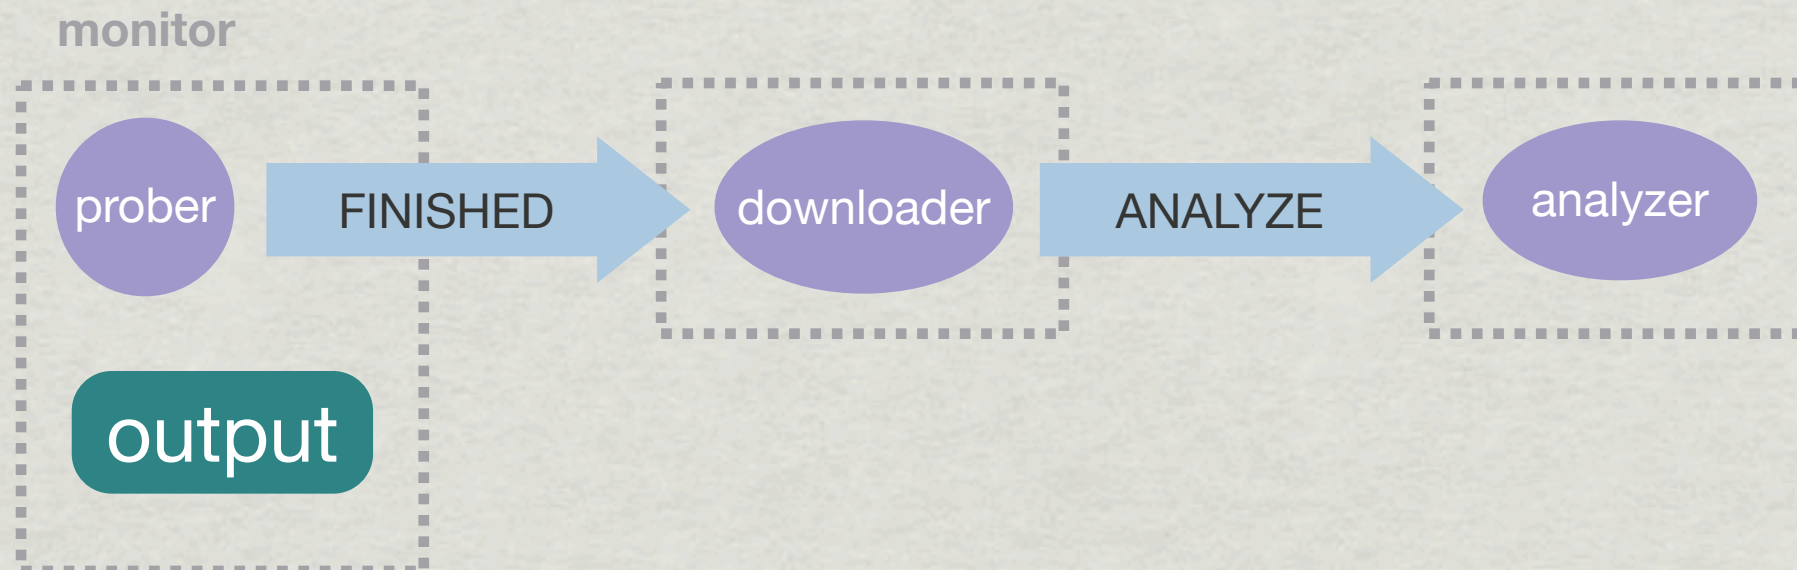 monitor
prober
FINISHED
downloader
ANALYZE
analyzer
output